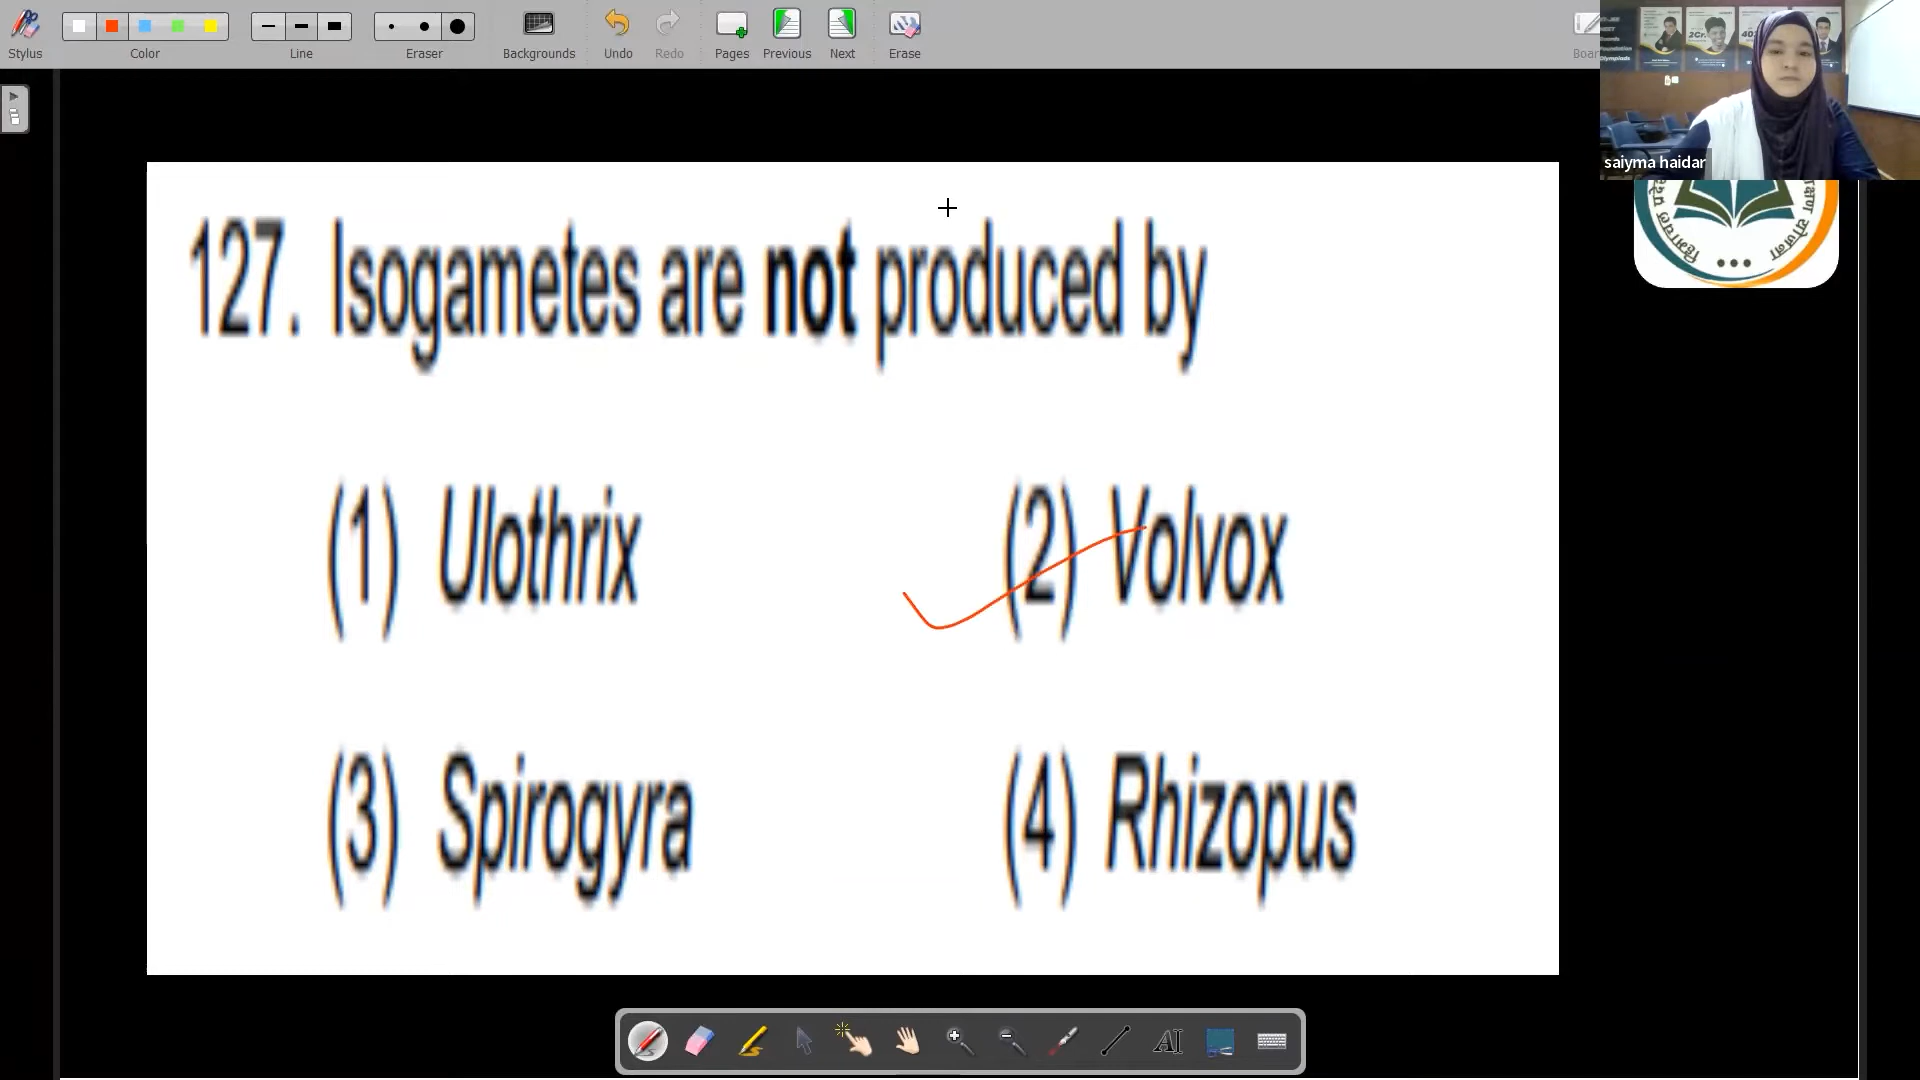 Stylus
Color
Line
Eraser
Backgrounds
Undo
Redo
Pages
Previous
Next
Erase
saiyma haidar
127. Isogametes are not produced by
(1) Ulothrix
(2) Volvox
(3) Spirogyra
(4) Rhizopus